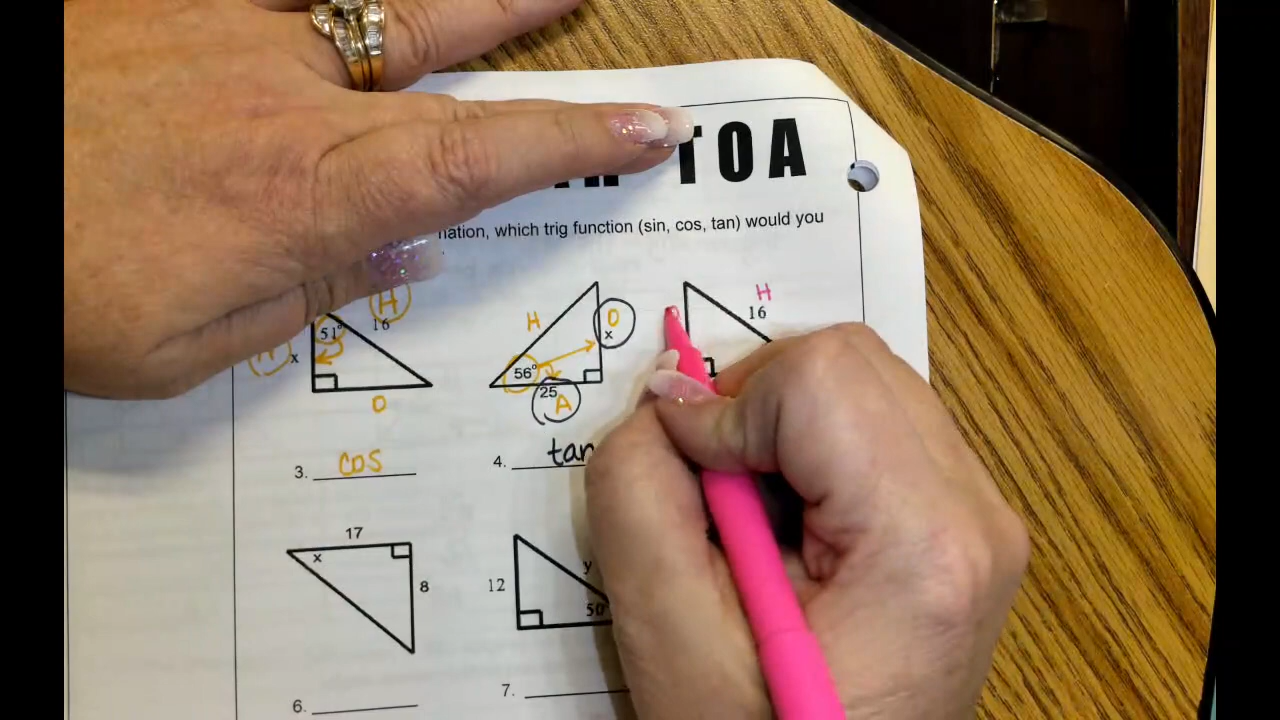 TOA
which trig function (sin, cos, tan) would you
51° H 16
x
O
H O
x
56°
25 A
H
16
3. cos
4. tan
17
x
8
12
y
50°
6.
7.